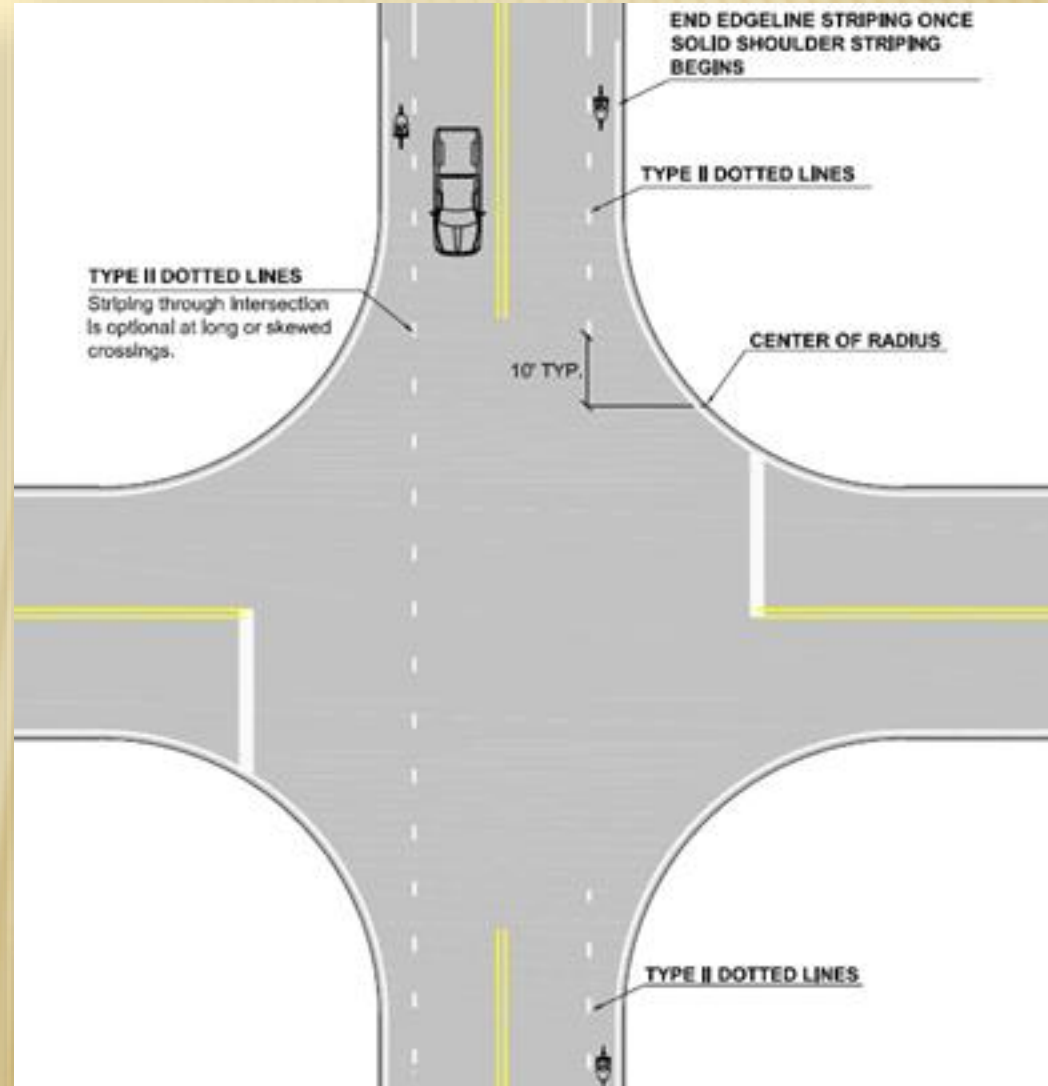 END EDGELINE STRIPING ONCE
SOLID SHOULDER STRIPING
BEGINS
TYPE II DOTTED LINES
TYPE II DOTTED LINES
Striping through intersection
is optional at long or skewed
crossings.
CENTER OF RADIUS
10' TYP.
TYPE II DOTTED LINES